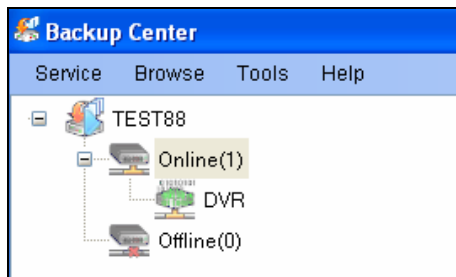 Backup Center
Service Browse Tools Help
TEST88
Online(1)
DVR
Offline(0)